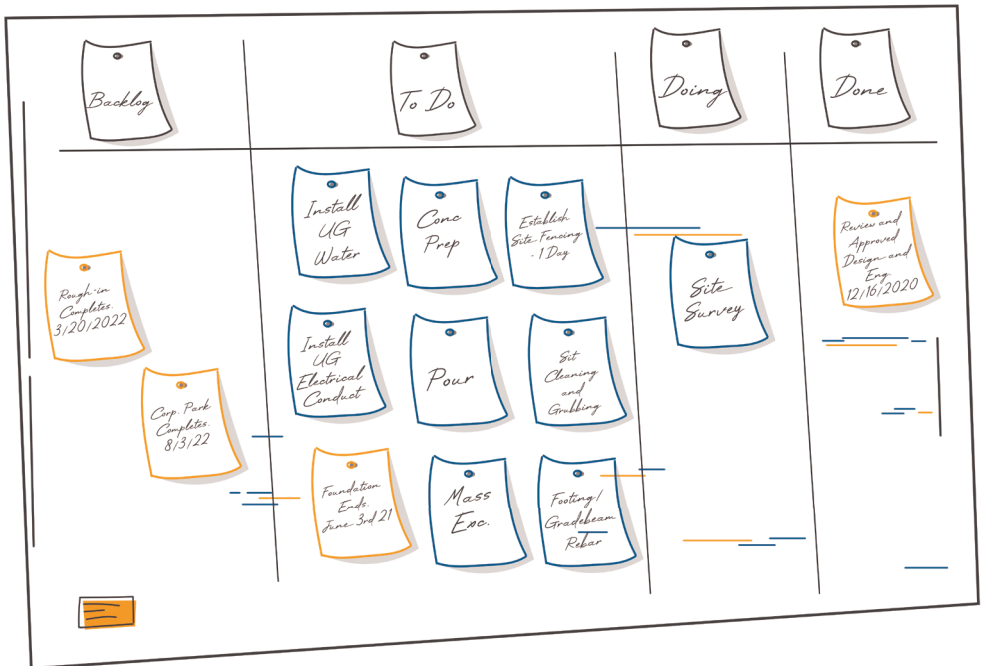 Backlog
To Do
Doing
Done
Rough-in
Completes.
3/20/2022
Corp. Park
Completes.
8/3/22
Install
UG
Water
Conc
Prep
Establish
Site Fencing
- 1 Day
Install
UG
Electrical
Conduct
Pour
Sit
Cleaning
and
Grubbing
Foundation
Ends.
June 3rd 21
Mass
Exc.
Footing/
Gradebeam
Rebar
Site
Survey
Review and
Approved
Design and
Eng.
12/16/2020